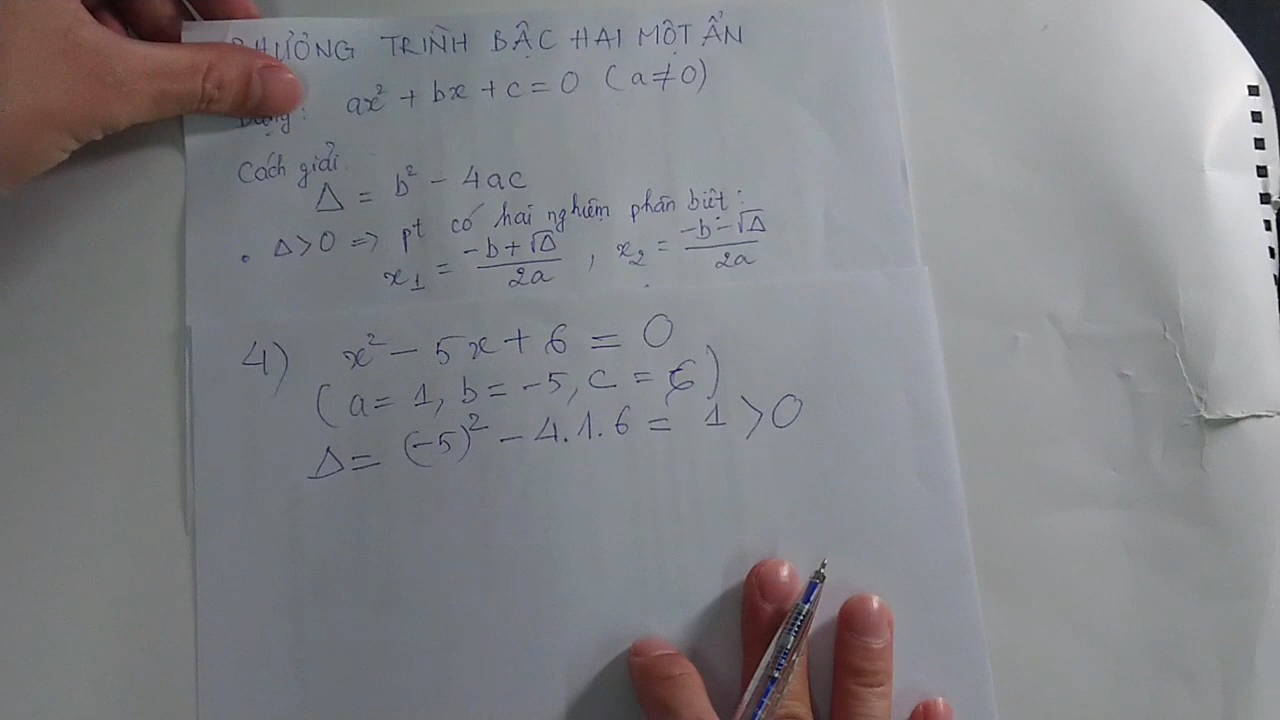 PHƯƠNG TRÌNH BẬC HAI MỘT ẨN
Dạng: ax² + bx + c = 0 (a ≠ 0)
Cách giải
Δ = b² - 4ac
• Δ > 0 => pt có hai nghiệm phân biệt:
x₁ = (-b + √Δ)/2a , x₂ = (-b - √Δ)/2a
4) x² - 5x + 6 = 0
(a = 1, b = -5, c = 6)
Δ = (-5)² - 4.1.6 = 1 > 0